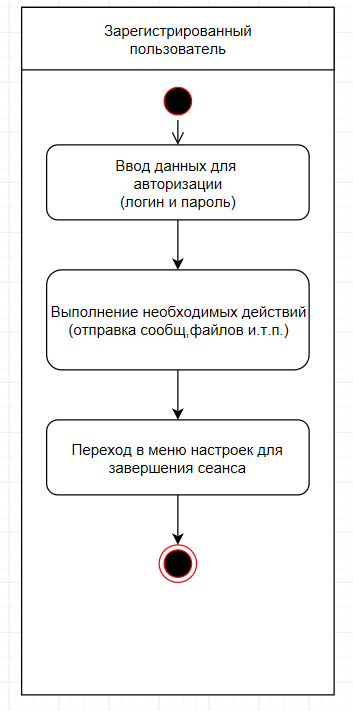 Зарегистрированный
пользователь
Ввод данных для
авторизации
(логин и пароль)
Выполнение необходимых действий
(отправка сообщ,файлов и.т.п.)
Переход в меню настроек для
завершения сеанса